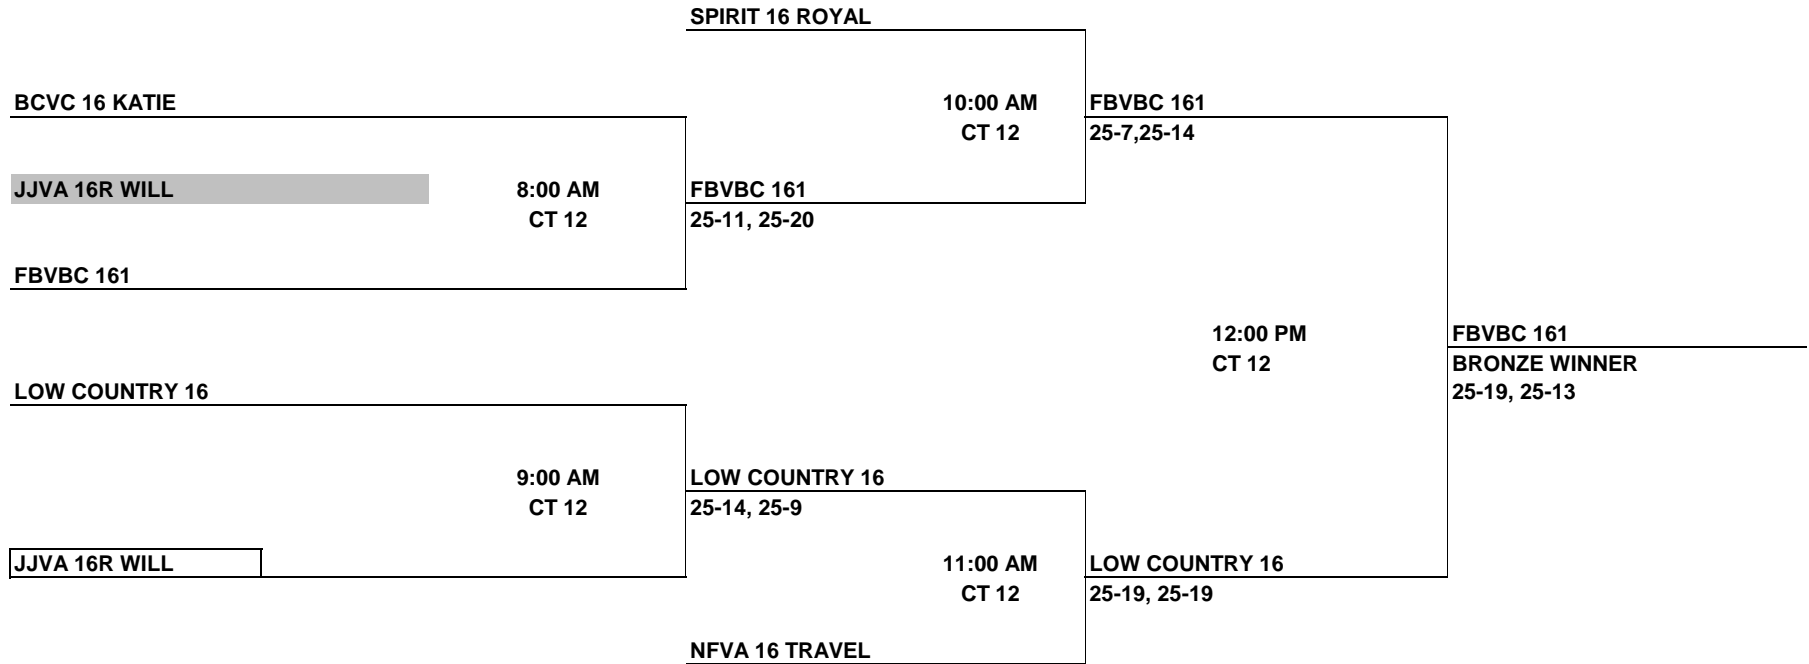 SPIRIT 16 ROYAL
BCVC 16 KATIE
10:00 AM
FBVBC 161
CT 12
25-7,25-14
JJVA 16R WILL
8:00 AM
FBVBC 161
CT 12
25-11, 25-20
FBVBC 161
12:00 PM
FBVBC 161
CT 12
BRONZE WINNER
LOW COUNTRY 16
25-19, 25-13
9:00 AM
LOW COUNTRY 16
CT 12
25-14, 25-9
JJVA 16R WILL
11:00 AM
LOW COUNTRY 16
CT 12
25-19, 25-19
NFVA 16 TRAVEL